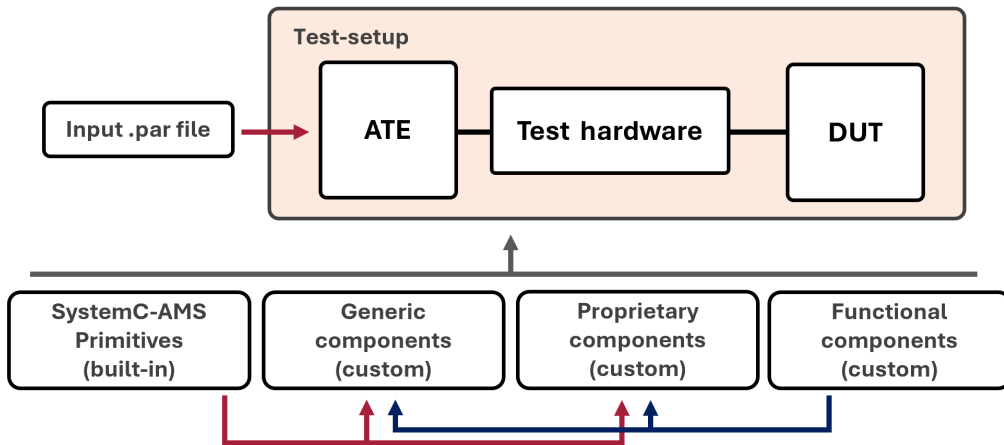 Test-setup
Input .par file
ATE
Test hardware
DUT
SystemC-AMS
Primitives
(built-in)
Generic
components
(custom)
Proprietary
components
(custom)
Functional
components
(custom)